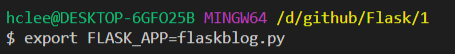 hclee@DESKTOP-6GFO25B MINGW64 /d/github/Flask/1
$ export FLASK_APP=flaskblog.py